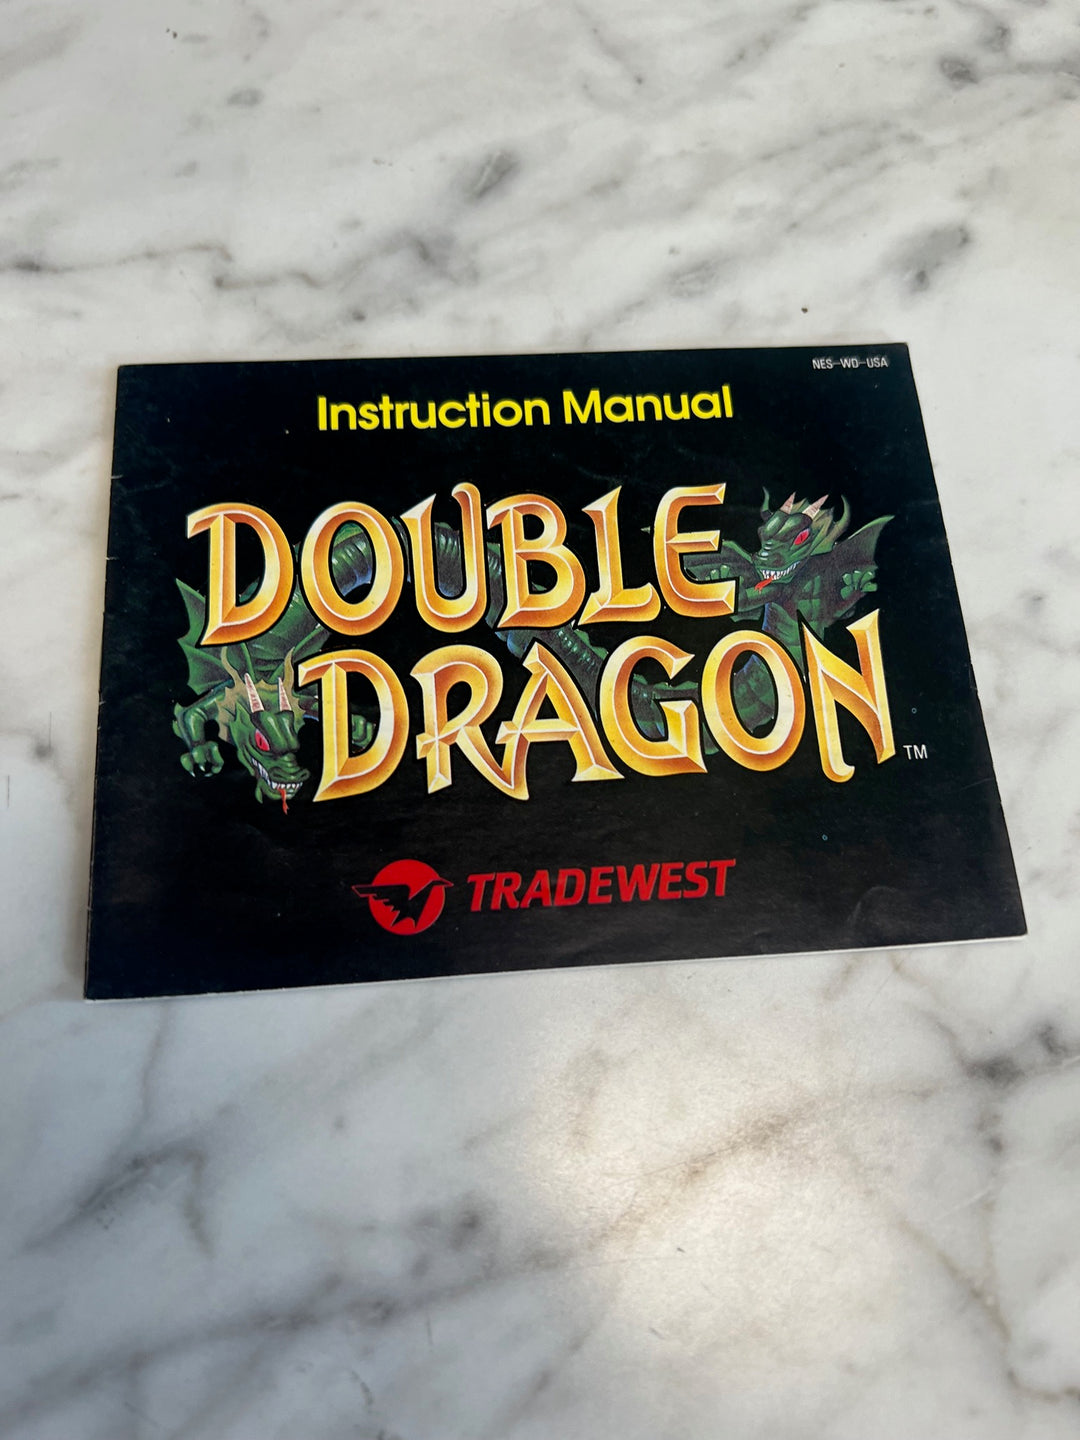 NES-WD-USA
Instruction Manual
DOUBLE
DRAGON
TM
TRADEWEST